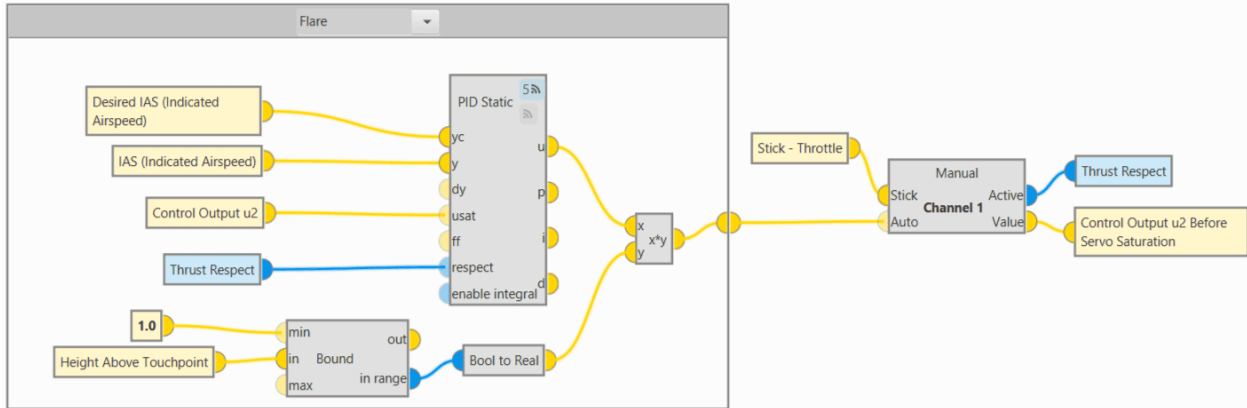 Flare
Desired IAS (Indicated
Airspeed)
IAS (Indicated Airspeed)
Control Output u2
Thrust Respect
PID Static
5
yc
y
dy
usat
ff
respect
enable integral
u
p
i
d
1.0
Height Above Touchpoint
min
in
max
Bound
out
in range
Bool to Real
x
y
x*y
Stick - Throttle
Manual
Stick
Active
Channel 1
Auto
Value
Thrust Respect
Control Output u2 Before
Servo Saturation